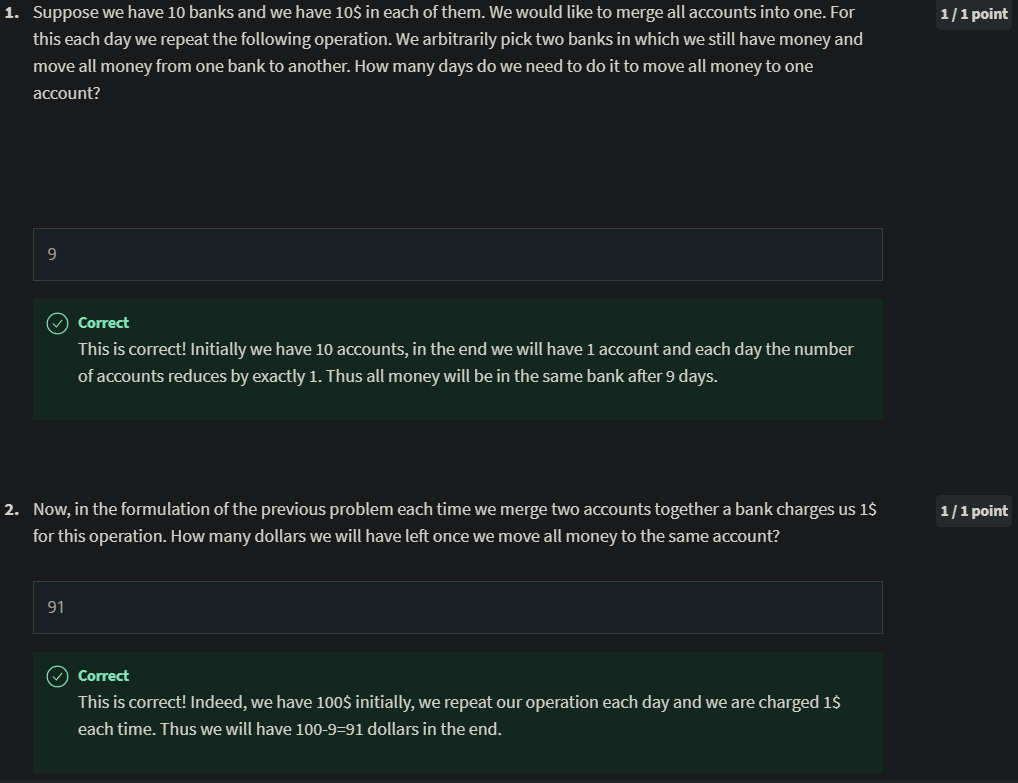 1. Suppose we have 10 banks and we have 10$ in each of them. We would like to merge all accounts into one. For
1 / 1 point
this each day we repeat the following operation. We arbitrarily pick two banks in which we still have money and
move all money from one bank to another. How many days do we need to do it to move all money to one
account?
9
Correct
This is correct! Initially we have 10 accounts, in the end we will have 1 account and each day the number
of accounts reduces by exactly 1. Thus all money will be in the same bank after 9 days.
2. Now, in the formulation of the previous problem each time we merge two accounts together a bank charges us 1$
1 / 1 point
for this operation. How many dollars we will have left once we move all money to the same account?
91
Correct
This is correct! Indeed, we have 100$ initially, we repeat our operation each day and we are charged 1$
each time. Thus we will have 100-9=91 dollars in the end.